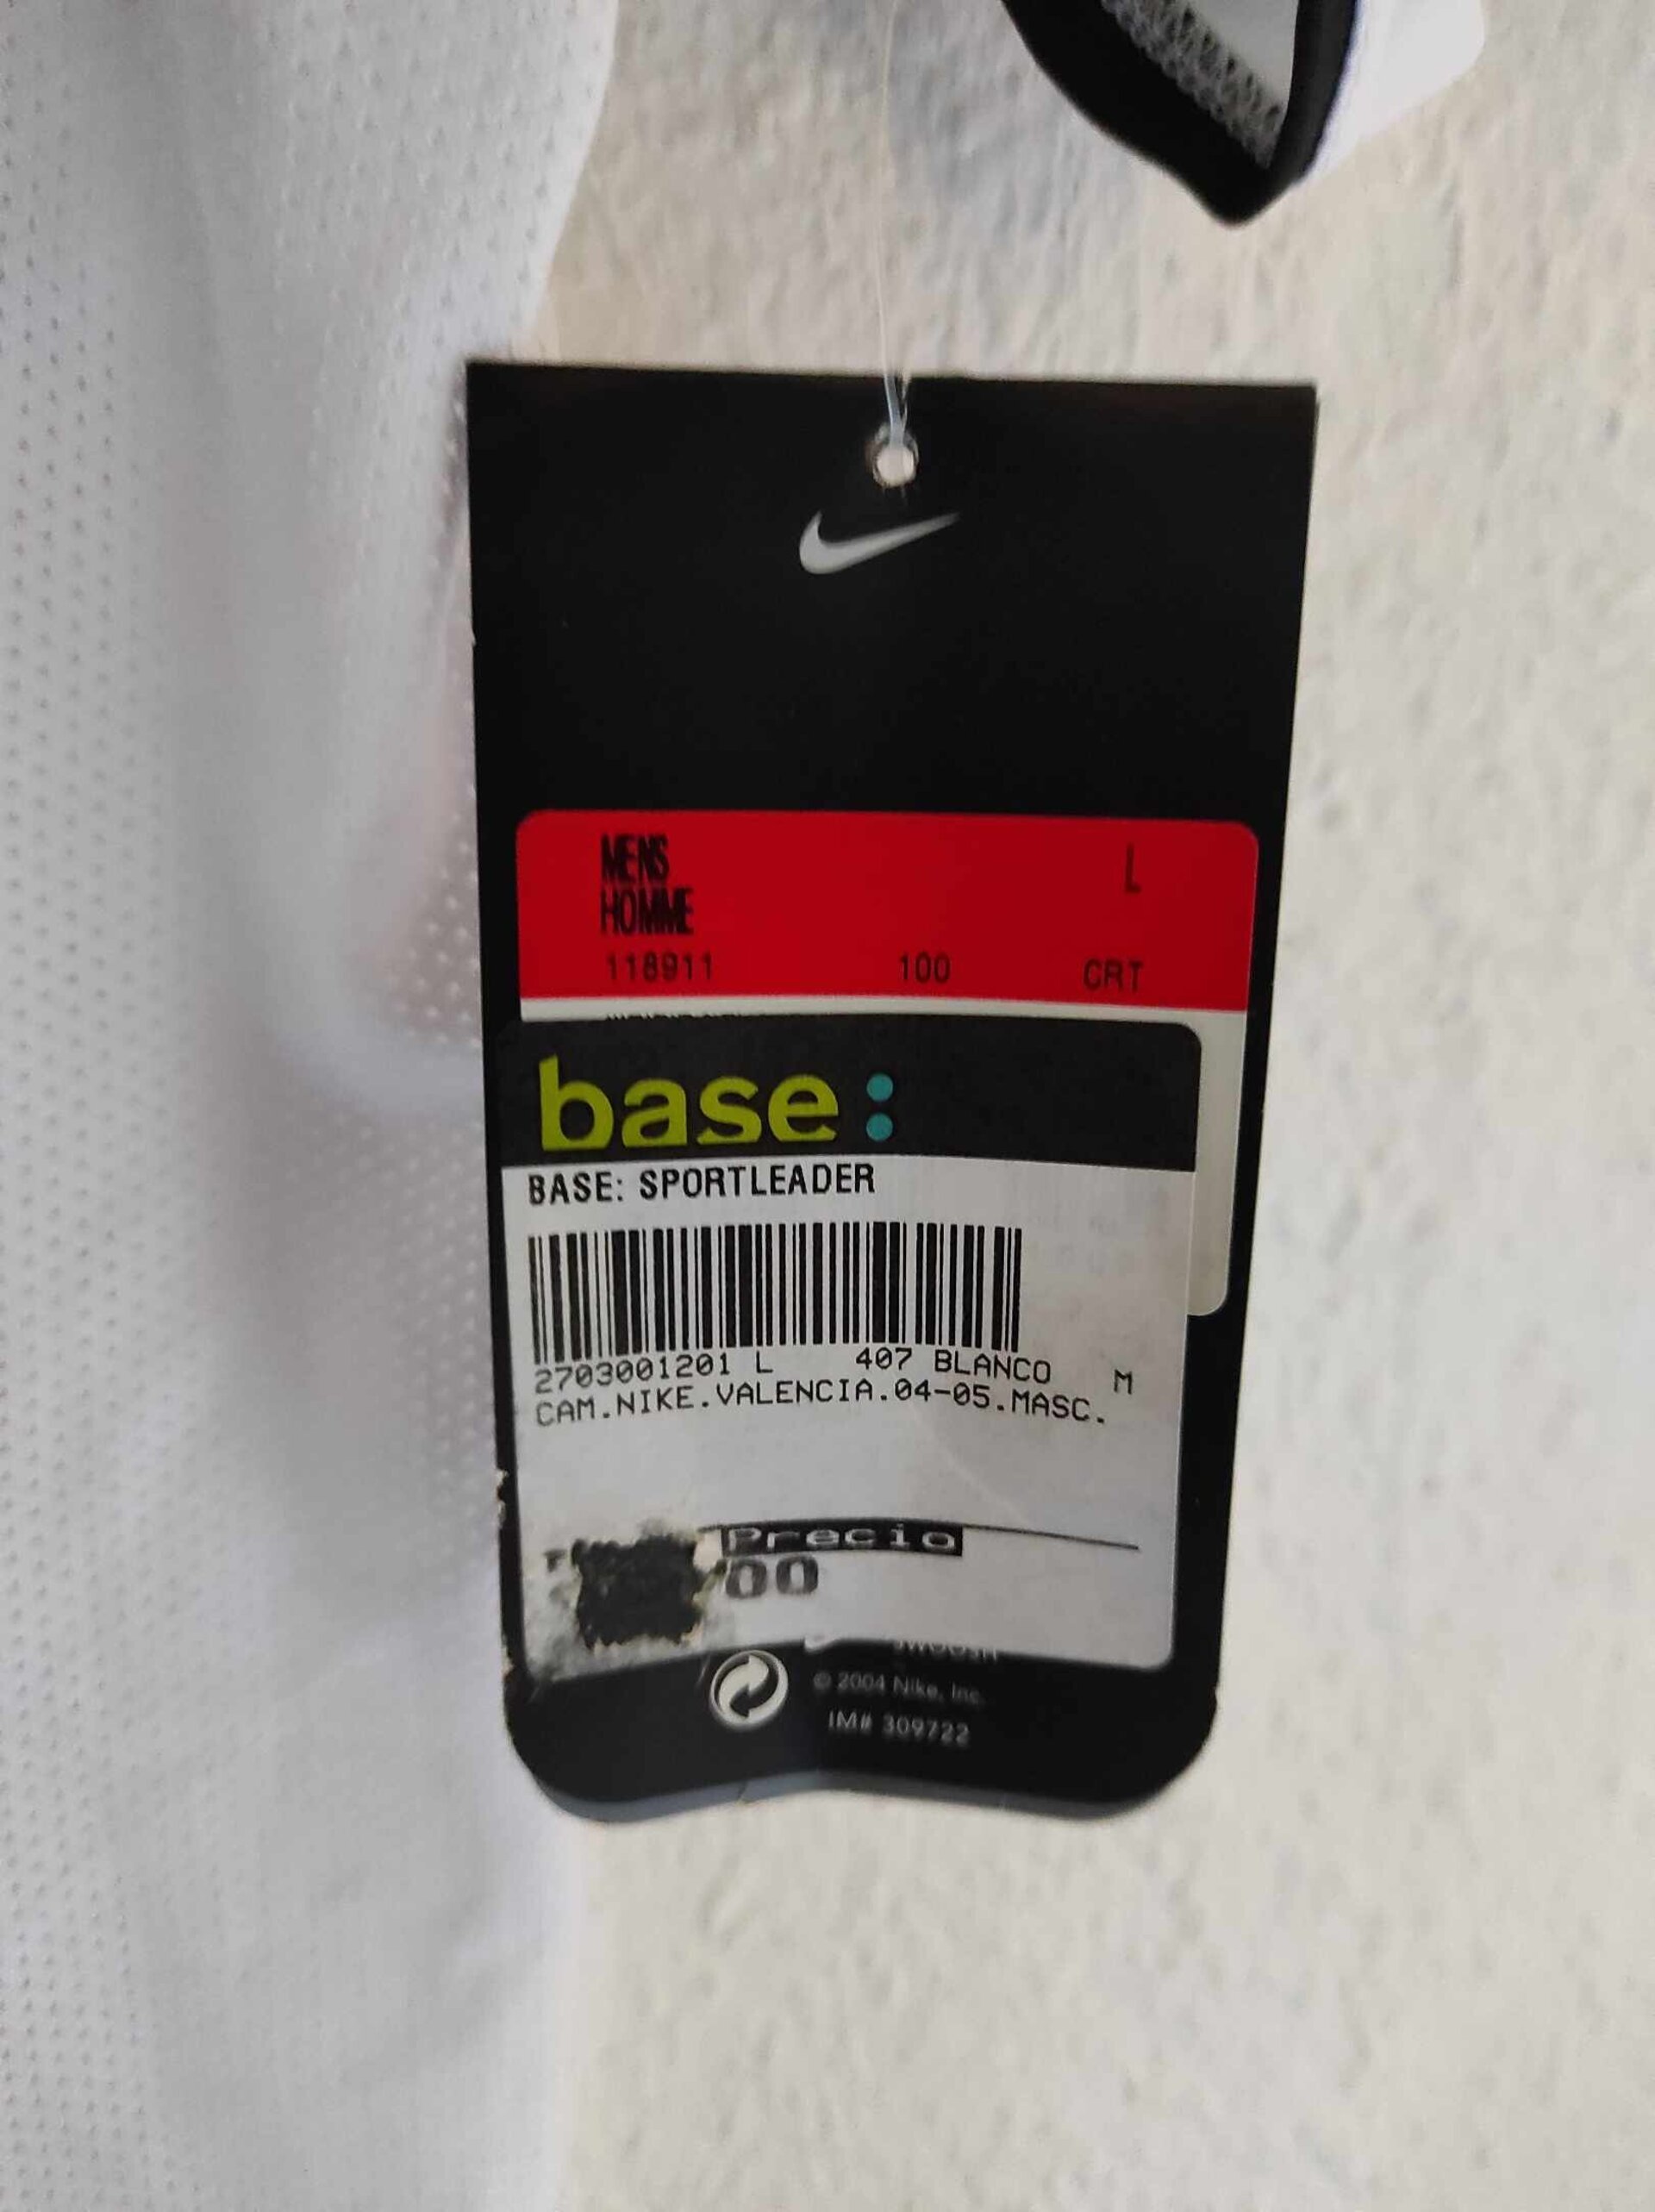 MENS L
HOMME
118911 100 CRT
base:
BASE: SPORTLEADER
2703001201 L 407 BLANCO M
CAM.NIKE.VALENCIA.04-05.MASC.
Precio
00
© 2004 Nike, Inc.
IM# 309722